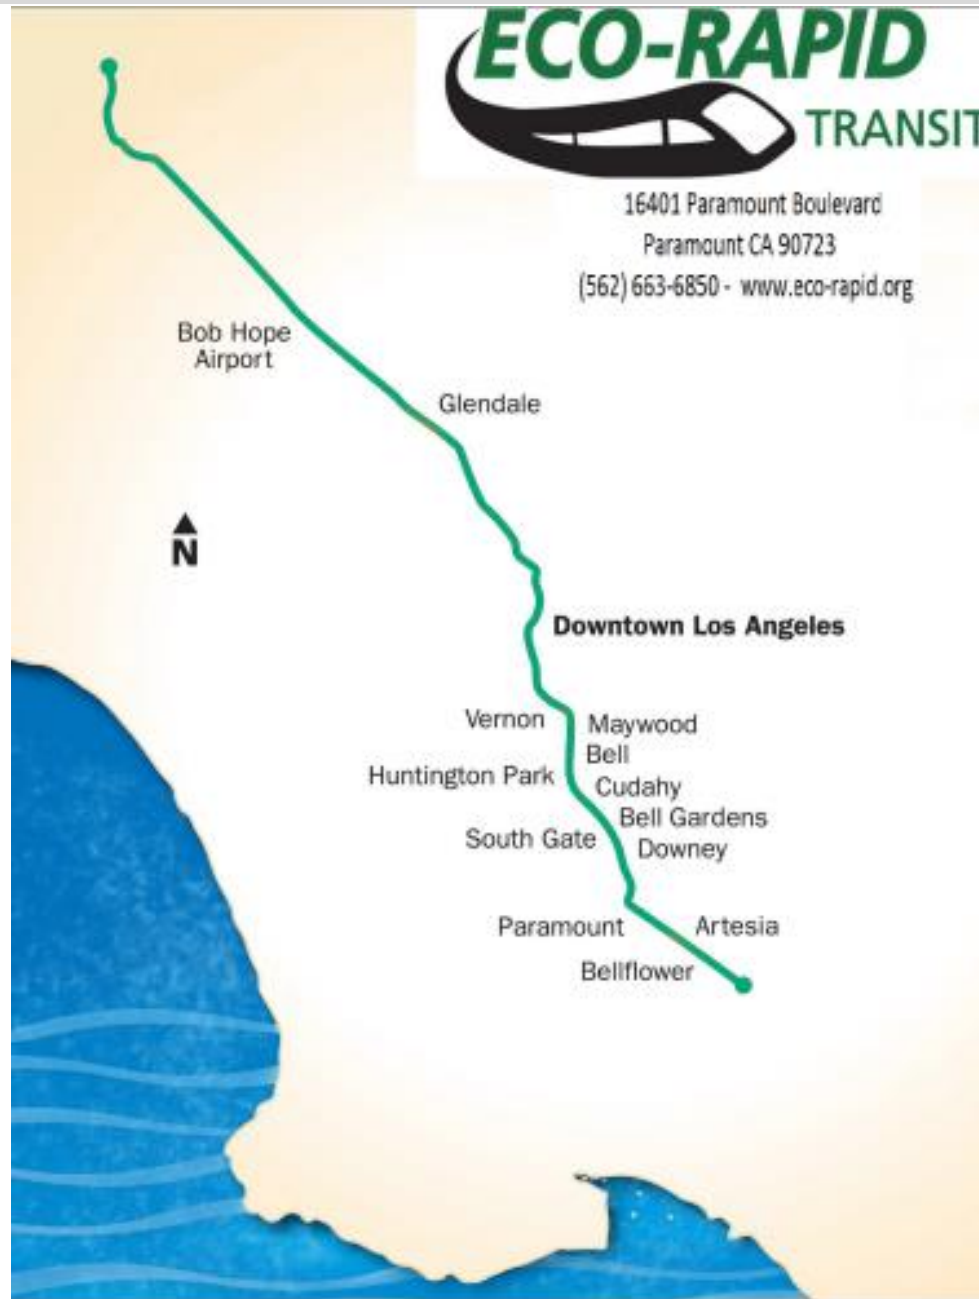 ECO-RAPID
TRANSIT
16401 Paramount Boulevard
Paramount CA 90723
(562) 663-6850 - www.eco-rapid.org
Bob Hope
Airport
Glendale
N
Downtown Los Angeles
Vernon
Maywood
Bell
Huntington Park
Cudahy
Bell Gardens
South Gate
Downey
Paramount
Artesia
Bellflower